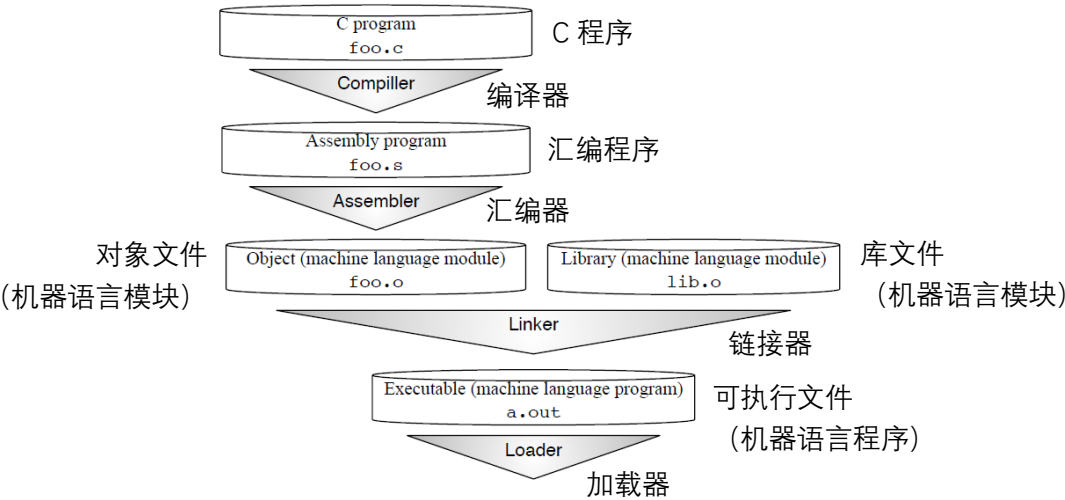 C program
foo.c
C 程序
Compiller
编译器
Assembly program
foo.s
汇编程序
Assembler
汇编器
对象文件
(机器语言模块)
Object (machine language module)
foo.o
Library (machine language module)
lib.o
库文件
(机器语言模块)
Linker
链接器
Executable (machine language program)
a.out
可执行文件
(机器语言程序)
Loader
加载器